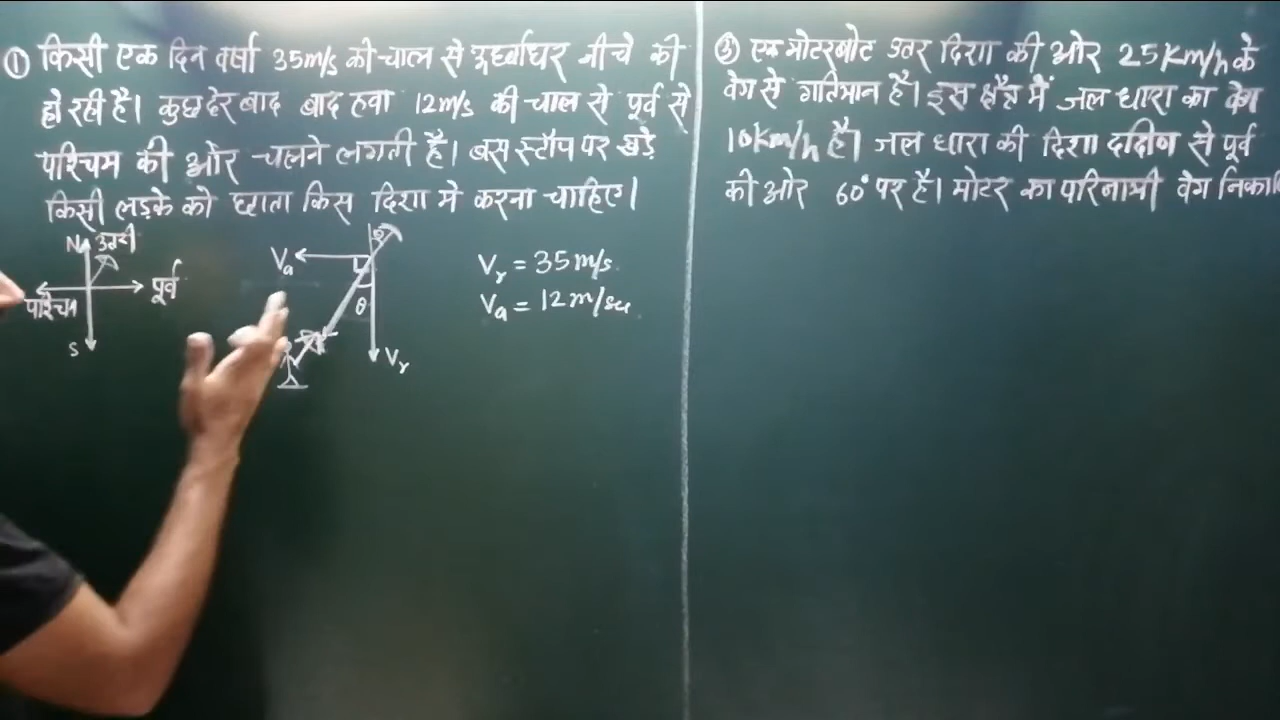 ① किसी एक दिन वर्षा 35m/s की चाल से उर्ध्वाधर नीचे की
हो रही है। कुछ देर बाद बाद हवा 12m/s की चाल से पूर्व से
पश्चिम की ओर चलने लगती है। बस स्टॉप पर खड़े
किसी लड़के को छाता किस दिशा में करना चाहिए।
N उत्तरी
पश्चिम
पूर्व
S
Va
θ
Vr
Vr = 35m/s
Va = 12m/sec
③ एक मोटरबोट उतर दिशा की ओर 25Km/h के
वेग से गतिमान है। इस क्षेत्र में जल धारा का वेग
10Km/h है। जल धारा की दिशा दक्षिण से पूर्व
की ओर 60° पर है। मोटर का परिनामी वेग